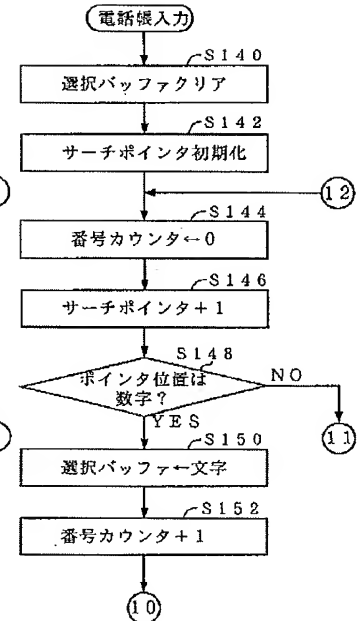 電話帳入力
S140
選択バッファクリア
S142
サーチポインタ初期化
12
S144
番号カウンタ←0
S146
サーチポインタ+1
S148
ポインタ位置は
数字?
NO
YES
11
S150
選択バッファ←文字
S152
番号カウンタ+1
10